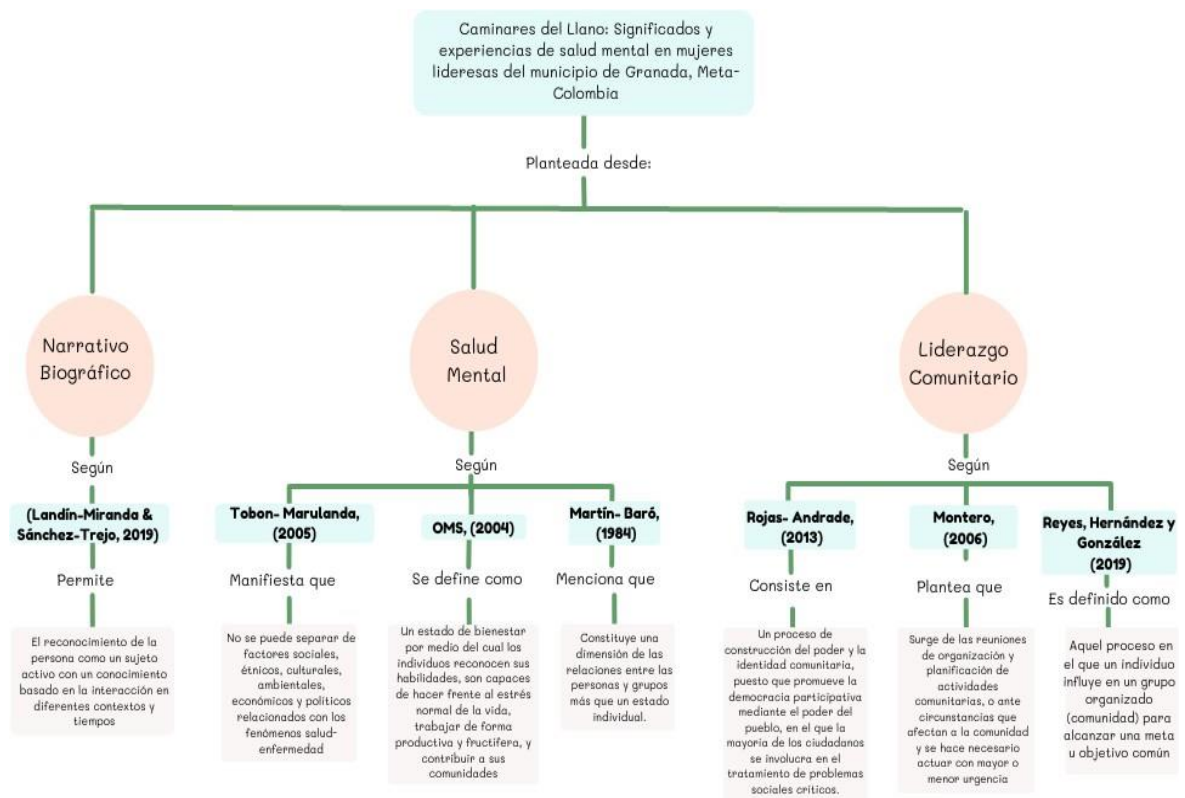 Caminares del Llano: Significados y
experiencias de salud mental en mujeres
lideresas del municipio de Granada, Meta-
Colombia
Planteada desde:
Narrativo
Biográfico
Salud
Mental
Liderazgo
Comunitario
Según
Según
Según
(Landín-Miranda &
Sánchez-Trejo, 2019)
Tobon- Marulanda,
(2005)
OMS, (2004)
Martín- Baró,
(1984)
Rojas- Andrade,
(2013)
Montero,
(2006)
Reyes, Hernández y
González
(2019)
Permite
Manifiesta que
Se define como
Menciona que
Consiste en
Plantea que
Es definido como
El reconocimiento de la
persona como un sujeto
activo con un conocimiento
basado en la interacción en
diferentes contextos y
tiempos
No se puede separar de
factores sociales,
étnicos, culturales,
ambientales,
económicos y políticos
relacionados con los
fenómenos salud-
enfermedad
Un estado de bienestar
por medio del cual los
individuos reconocen sus
habilidades, son capaces
de hacer frente al estrés
normal de la vida,
trabajar de forma
productiva y fructífera, y
contribuir a sus
comunidades
Constituye una
dimensión de las
relaciones entre las
personas y grupos
más que un estado
individual.
Un proceso de
construcción del poder y la
identidad comunitaria,
puesto que promueve la
democracia participativa
mediante el poder del
pueblo, en el que la
mayoría de los ciudadanos
se involucra en el
tratamiento de problemas
sociales críticos.
Surge de las reuniones
de organización y
planificación de
actividades
comunitarias, o ante
circunstancias que
afectan a la comunidad
y se hace necesario
actuar con mayor o
menor urgencia
Aquel proceso en
el que un individuo
influye en un grupo
organizado
(comunidad) para
alcanzar una meta
u objetivo común